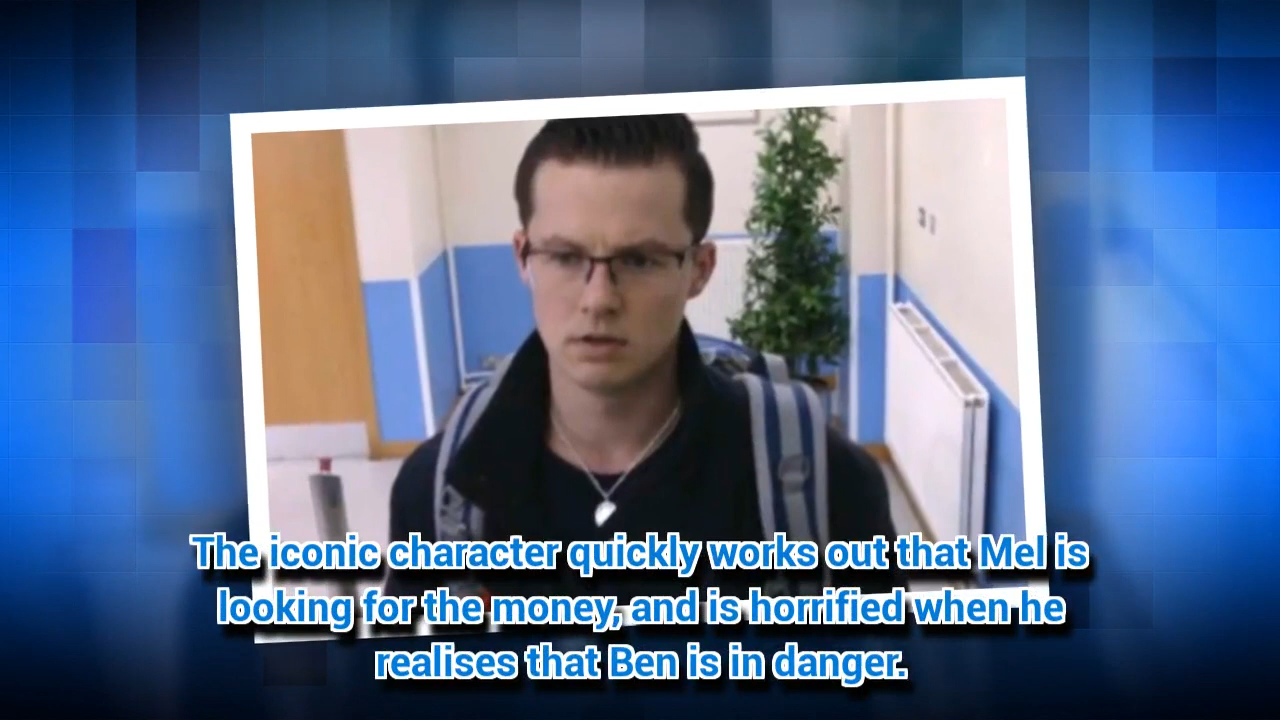 The iconic character quickly works out that Mel is
looking for the money, and is horrified when he
realises that Ben is in danger.